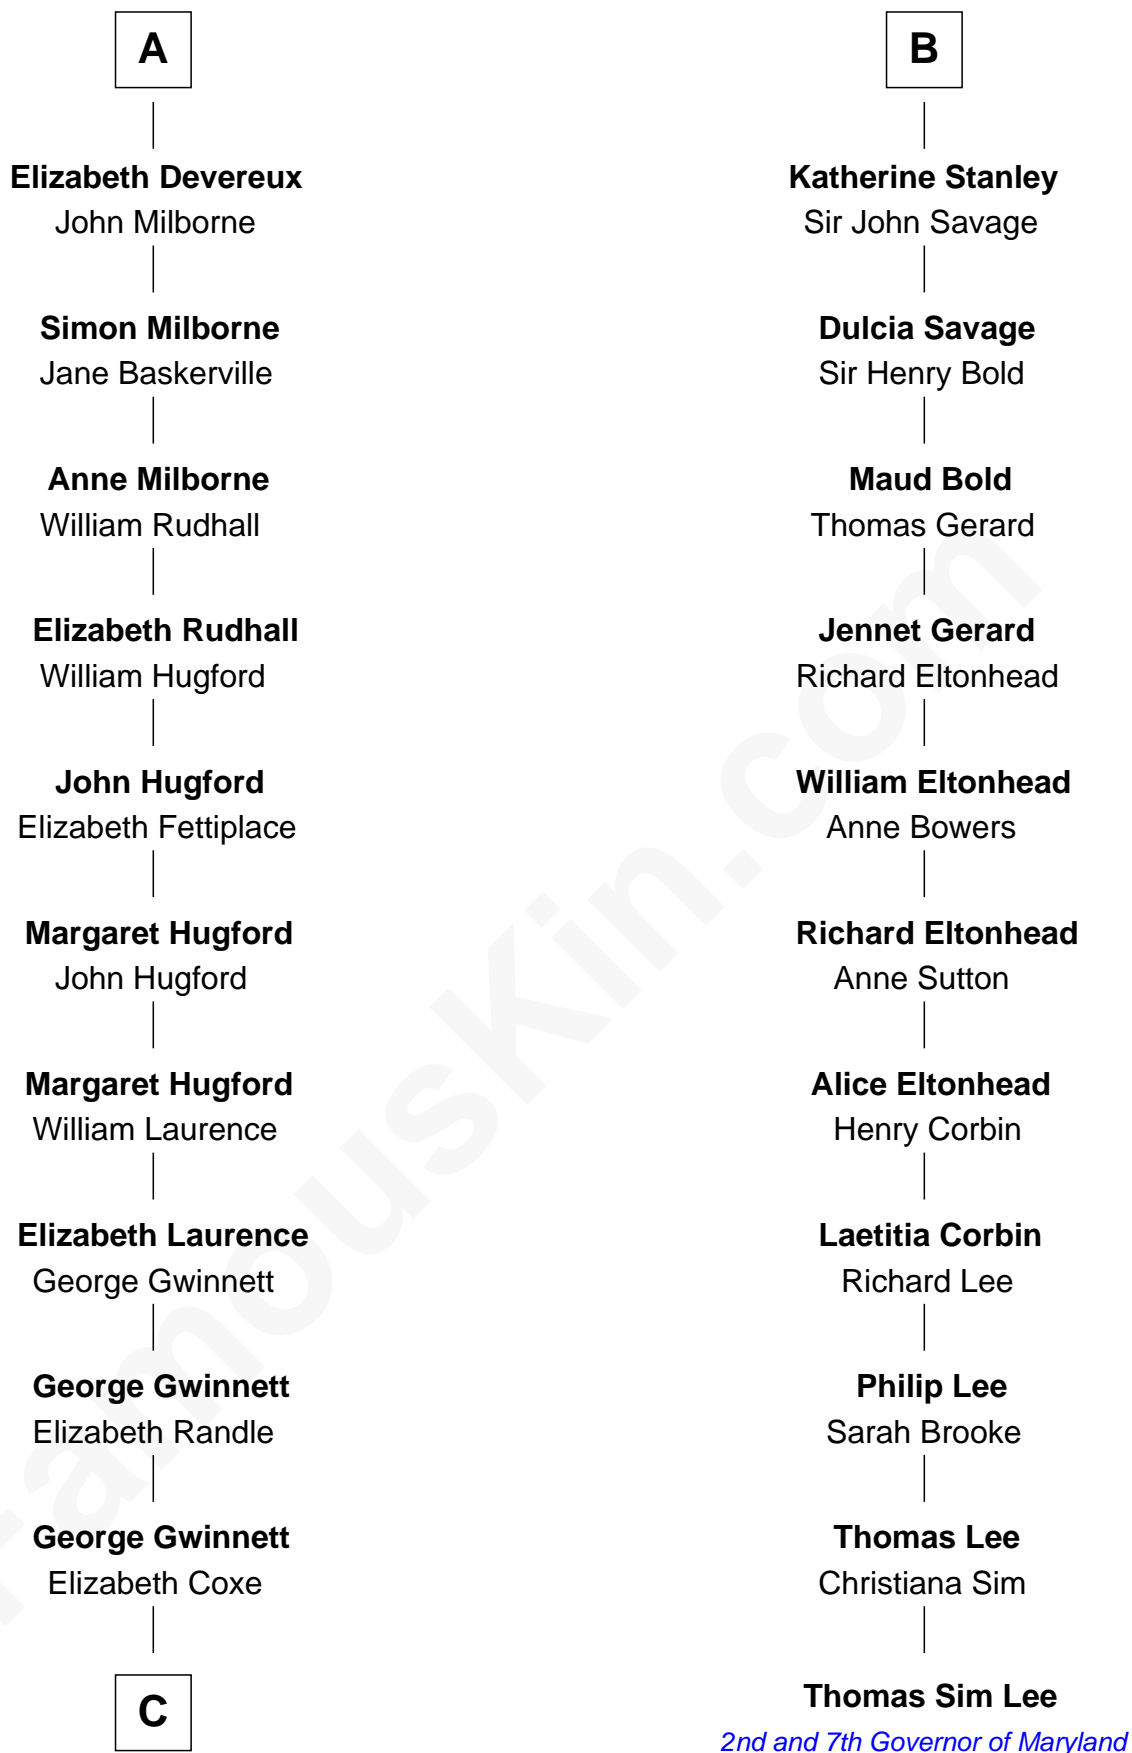 A
Elizabeth Devereux
John Milborne
Simon Milborne
Jane Baskerville
Anne Milborne
William Rudhall
Elizabeth Rudhall
William Hugford
John Hugford
Elizabeth Fettiplace
Margaret Hugford
John Hugford
Margaret Hugford
William Laurence
Elizabeth Laurence
George Gwinnett
George Gwinnett
Elizabeth Randle
George Gwinnett
Elizabeth Coxe
C
B
Katherine Stanley
Sir John Savage
Dulcia Savage
Sir Henry Bold
Maud Bold
Thomas Gerard
Jennet Gerard
Richard Eltonhead
William Eltonhead
Anne Bowers
Richard Eltonhead
Anne Sutton
Alice Eltonhead
Henry Corbin
Laetitia Corbin
Richard Lee
Philip Lee
Sarah Brooke
Thomas Lee
Christiana Sim
Thomas Sim Lee
2nd and 7th Governor of Maryland
FamousKin.com